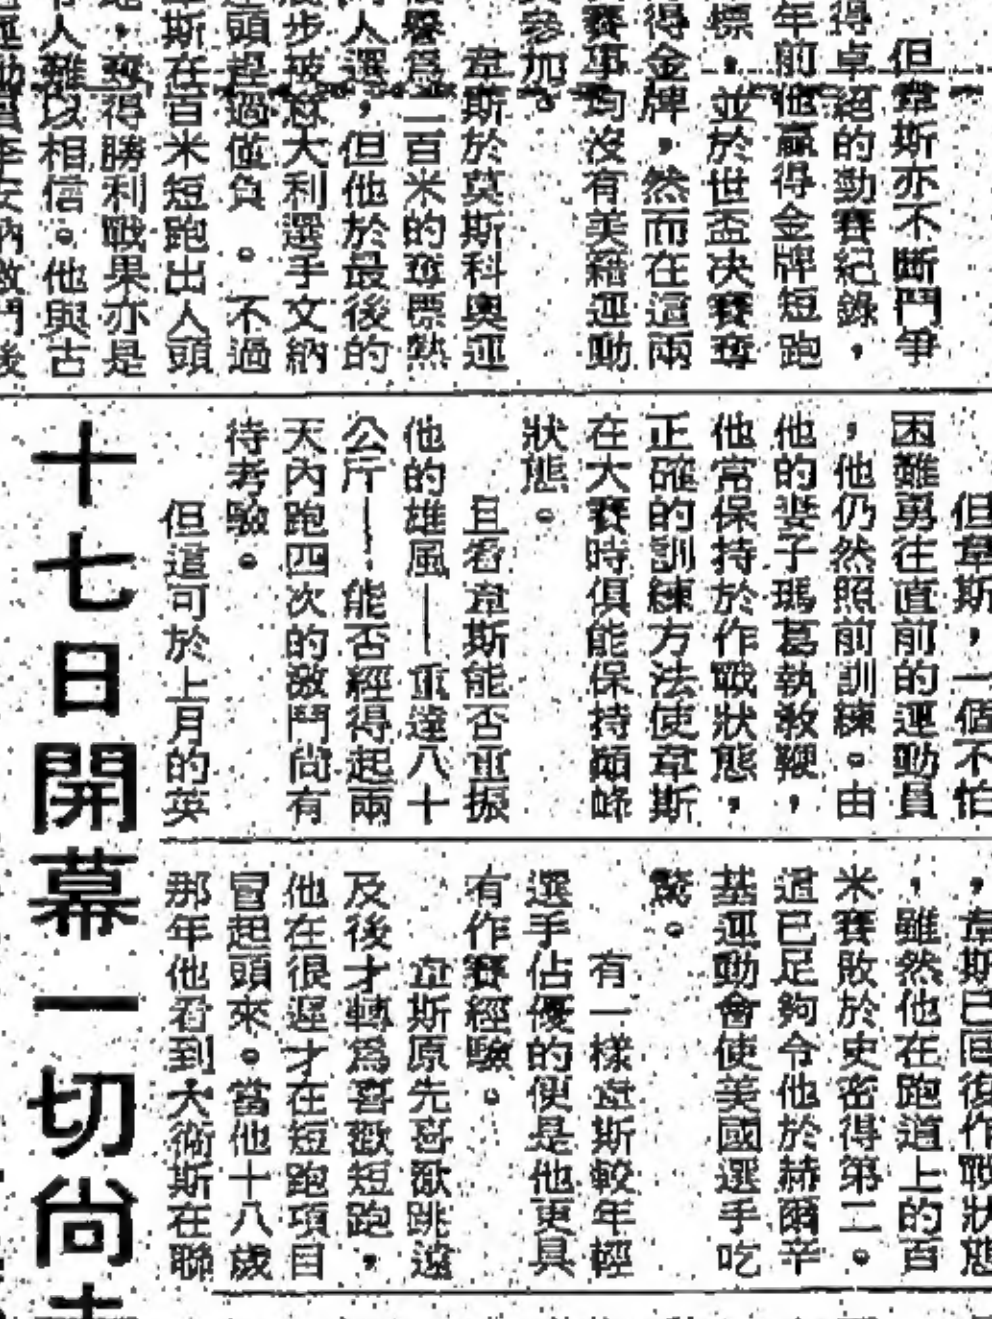 但韋斯亦不斷鬥爭
得卓絕的勁賽紀錄，
年前他贏得金牌短跑
標，並於世盃決賽奪
得金牌，然而在這兩
賽事均沒有美籍運動
參加。
韋斯於莫斯科奧運
二百米的奪標熱
人選，但他於最後的
步被意大利選手文納
頭趕過僅負。不過
斯在百米短跑出人頭
，奪得勝利戰果亦是
人難以相信。他與古
但韋斯，一個不怕
困難勇往直前的運動員
，他仍然照前訓練。由
他的妻子瑪葛執教鞭，
他常保持於作戰狀態，
正確的訓練方法使韋斯
在大賽時俱能保持顛峰
狀態。
且看韋斯能否重振
他的雄風——重達八十
公斤——能否經得起兩
天內跑四次的激鬥尚有
待考驗。
但這可於上月的英
，韋斯已回復作戰狀態
，雖然他在跑道上的百
米賽敗於史密得第二。
這已足夠令他於赫爾辛
基運動會使美國選手吃
驚。
有一樣韋斯較年輕
選手佔優的便是他更具
有作賽經驗。
韋斯原先喜歡跳遠
及後才轉為喜歡短跑，
他在很遲才在短跑項目
冒起頭來。當他十八歲
那年他看到大衛斯在聯
十七日開幕一切尚